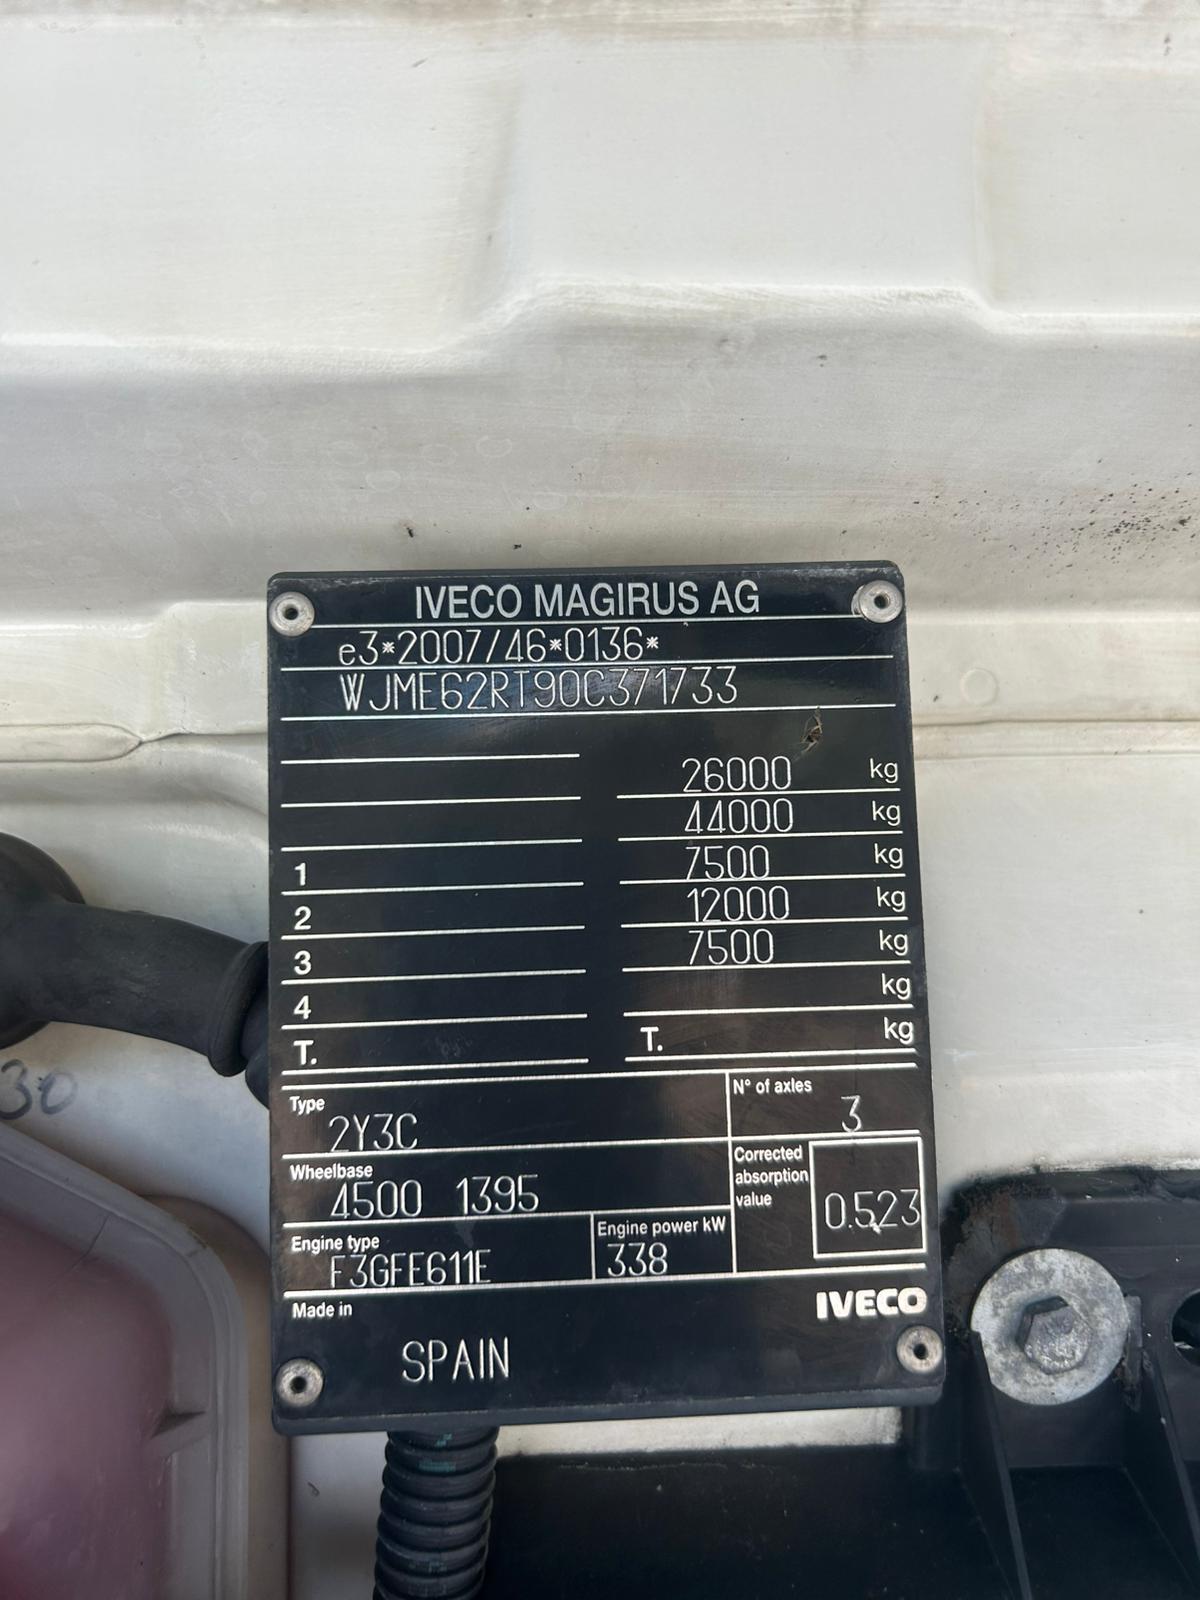 IVECO MAGIRUS AG
e3*2007/46*0136*
WJME62RT90C371733
26000 kg
44000 kg
1 7500 kg
2 12000 kg
3 7500 kg
4 kg
T. T. kg
Type 2Y3C
N° of axles 3
Wheelbase 4500 1395
Corrected absorption value 0.523
Engine type F3GFE611E
Engine power kW 338
Made in SPAIN
IVECO
30